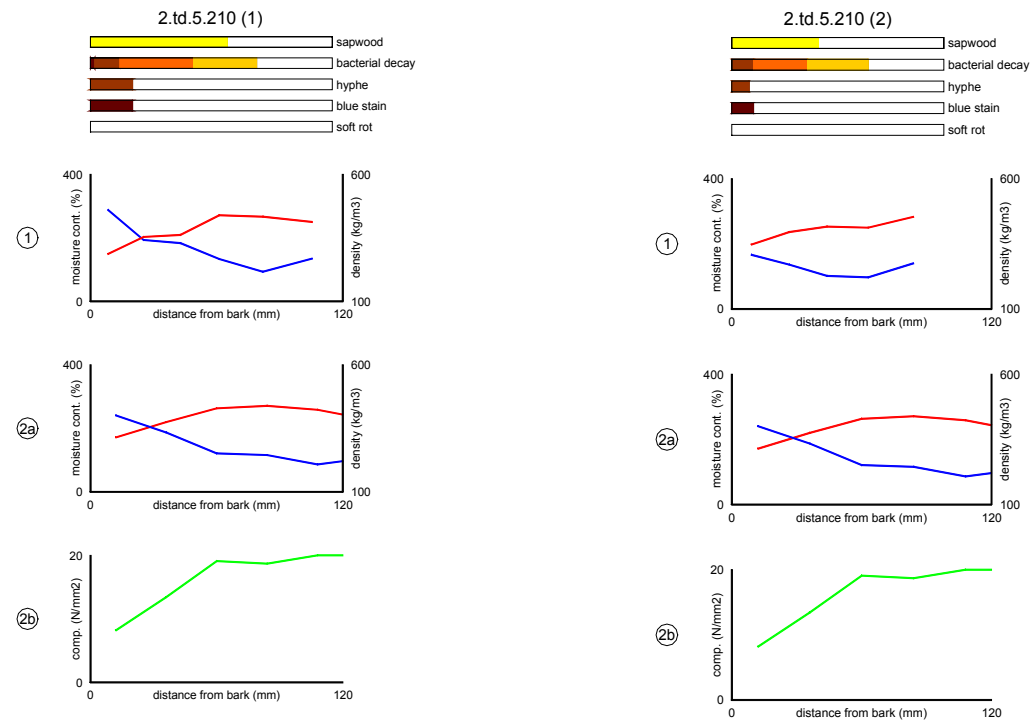 2.td.5.210 (1)
sapwood
bacterial decay
hyphe
blue stain
soft rot
1
400
600
moisture cont. (%)
density (kg/m3)
0
100
0
distance from bark (mm)
120
2a
400
600
moisture cont. (%)
density (kg/m3)
0
100
0
distance from bark (mm)
120
2b
20
comp. (N/mm2)
0
0
distance from bark (mm)
120
2.td.5.210 (2)
sapwood
bacterial decay
hyphe
blue stain
soft rot
1
400
600
moisture cont. (%)
density (kg/m3)
0
100
0
distance from bark (mm)
120
2a
400
600
moisture cont. (%)
density (kg/m3)
0
100
0
distance from bark (mm)
120
2b
20
comp. (N/mm2)
0
0
distance from bark (mm)
120